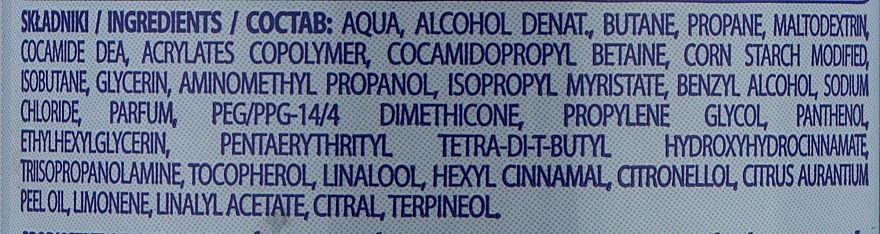 SKŁADNIKI / INGREDIENTS / СОСТАВ: AQUA, ALCOHOL DENAT., BUTANE, PROPANE, MALTODEXTRIN,
COCAMIDE DEA, ACRYLATES COPOLYMER, COCAMIDOPROPYL BETAINE, CORN STARCH MODIFIED,
ISOBUTANE, GLYCERIN, AMINOMETHYL PROPANOL, ISOPROPYL MYRISTATE, BENZYL ALCOHOL, SODIUM
CHLORIDE, PARFUM, PEG/PPG-14/4 DIMETHICONE, PROPYLENE GLYCOL, PANTHENOL,
ETHYLHEXYLGLYCERIN, PENTAERYTHRITYL TETRA-DI-T-BUTYL HYDROXYHYDROCINNAMATE,
TRIISOPROPANOLAMINE, TOCOPHEROL, LINALOOL, HEXYL CINNAMAL, CITRONELLOL, CITRUS AURANTIUM
PEEL OIL, LIMONENE, LINALYL ACETATE, CITRAL, TERPINEOL.